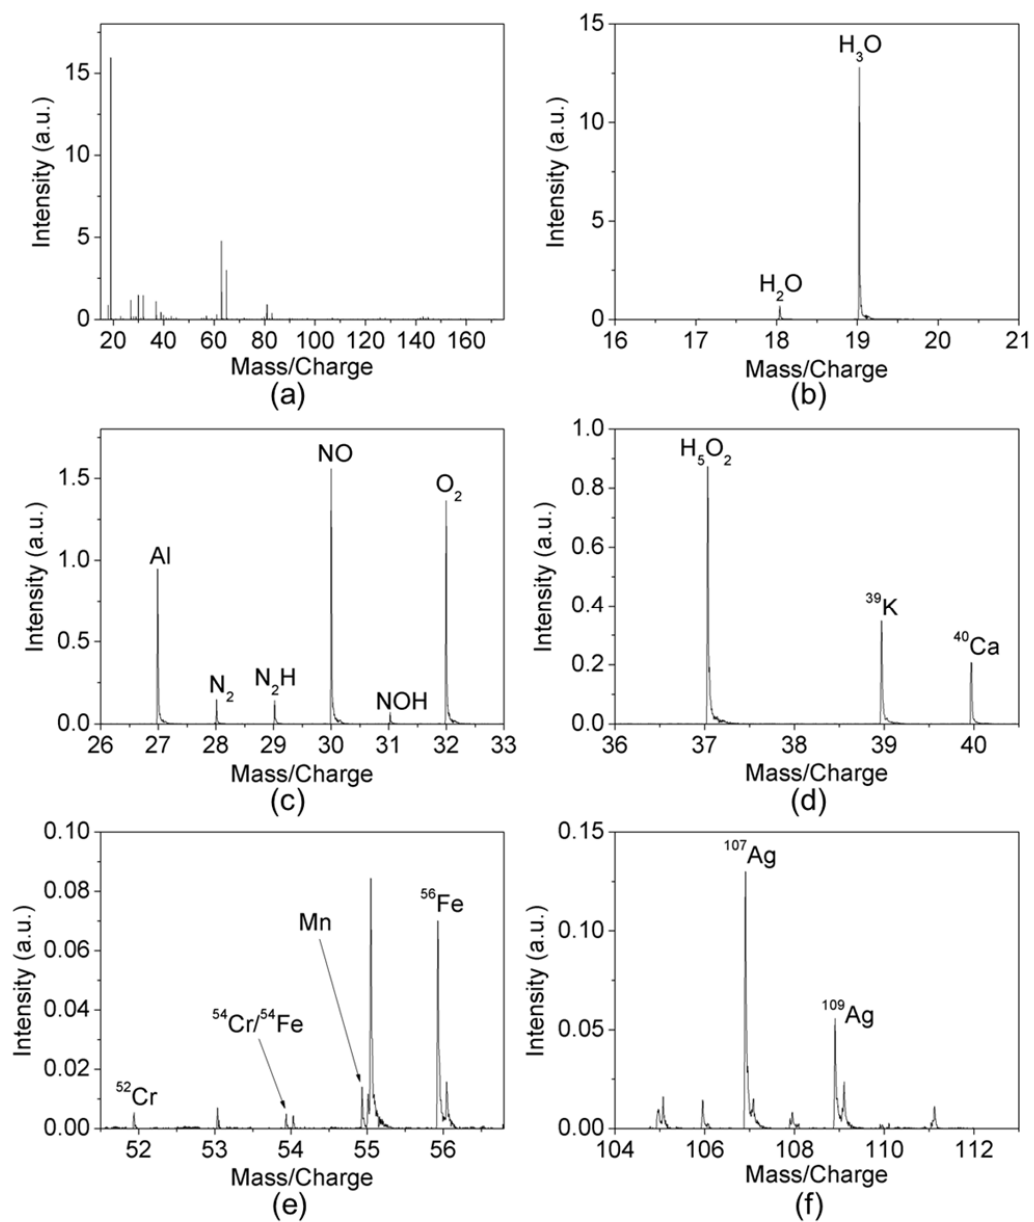 15
10
5
0
20 40 60 80 100 120 140 160
Intensity (a.u.)
Mass/Charge
(a)
15
10
5
0
16 17 18 19 20 21
Intensity (a.u.)
H₂O
H₃O
Mass/Charge
(b)
1.5
1.0
0.5
0.0
26 27 28 29 30 31 32 33
Intensity (a.u.)
Al
N₂
N₂H
NO
NOH
O₂
Mass/Charge
(c)
1.0
0.8
0.6
0.4
0.2
0.0
36 37 38 39 40
Intensity (a.u.)
H₅O₂
³⁹K
⁴⁰Ca
Mass/Charge
(d)
0.10
0.08
0.06
0.04
0.02
0.00
52 53 54 55 56
Intensity (a.u.)
⁵²Cr
⁵⁴Cr/⁵⁴Fe
Mn
⁵⁶Fe
Mass/Charge
(e)
0.15
0.10
0.05
0.00
104 106 108 110 112
Intensity (a.u.)
¹⁰⁷Ag
¹⁰⁹Ag
Mass/Charge
(f)